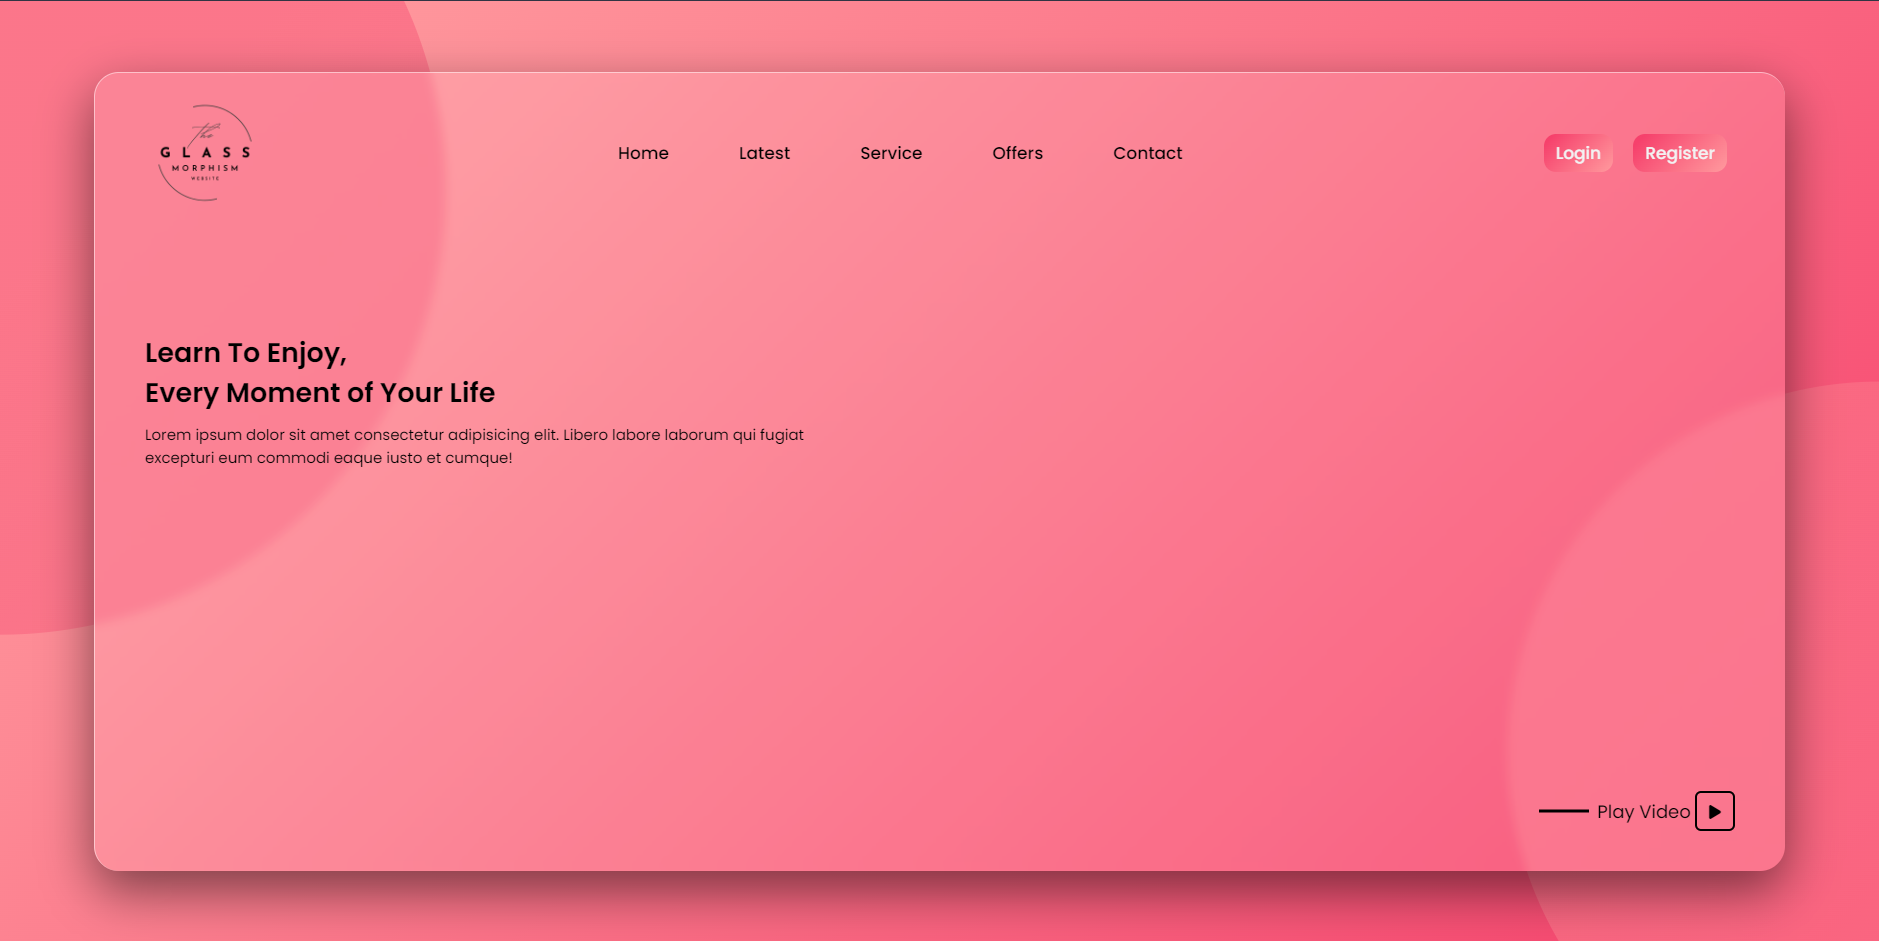 the
GLASS
MORPHISM
WEBSITE
Home Latest Service Offers Contact
Login Register
Learn To Enjoy,
Every Moment of Your Life
Lorem ipsum dolor sit amet consectetur adipisicing elit. Libero labore laborum qui fugiat
excepturi eum commodi eaque iusto et cumque!
Play Video